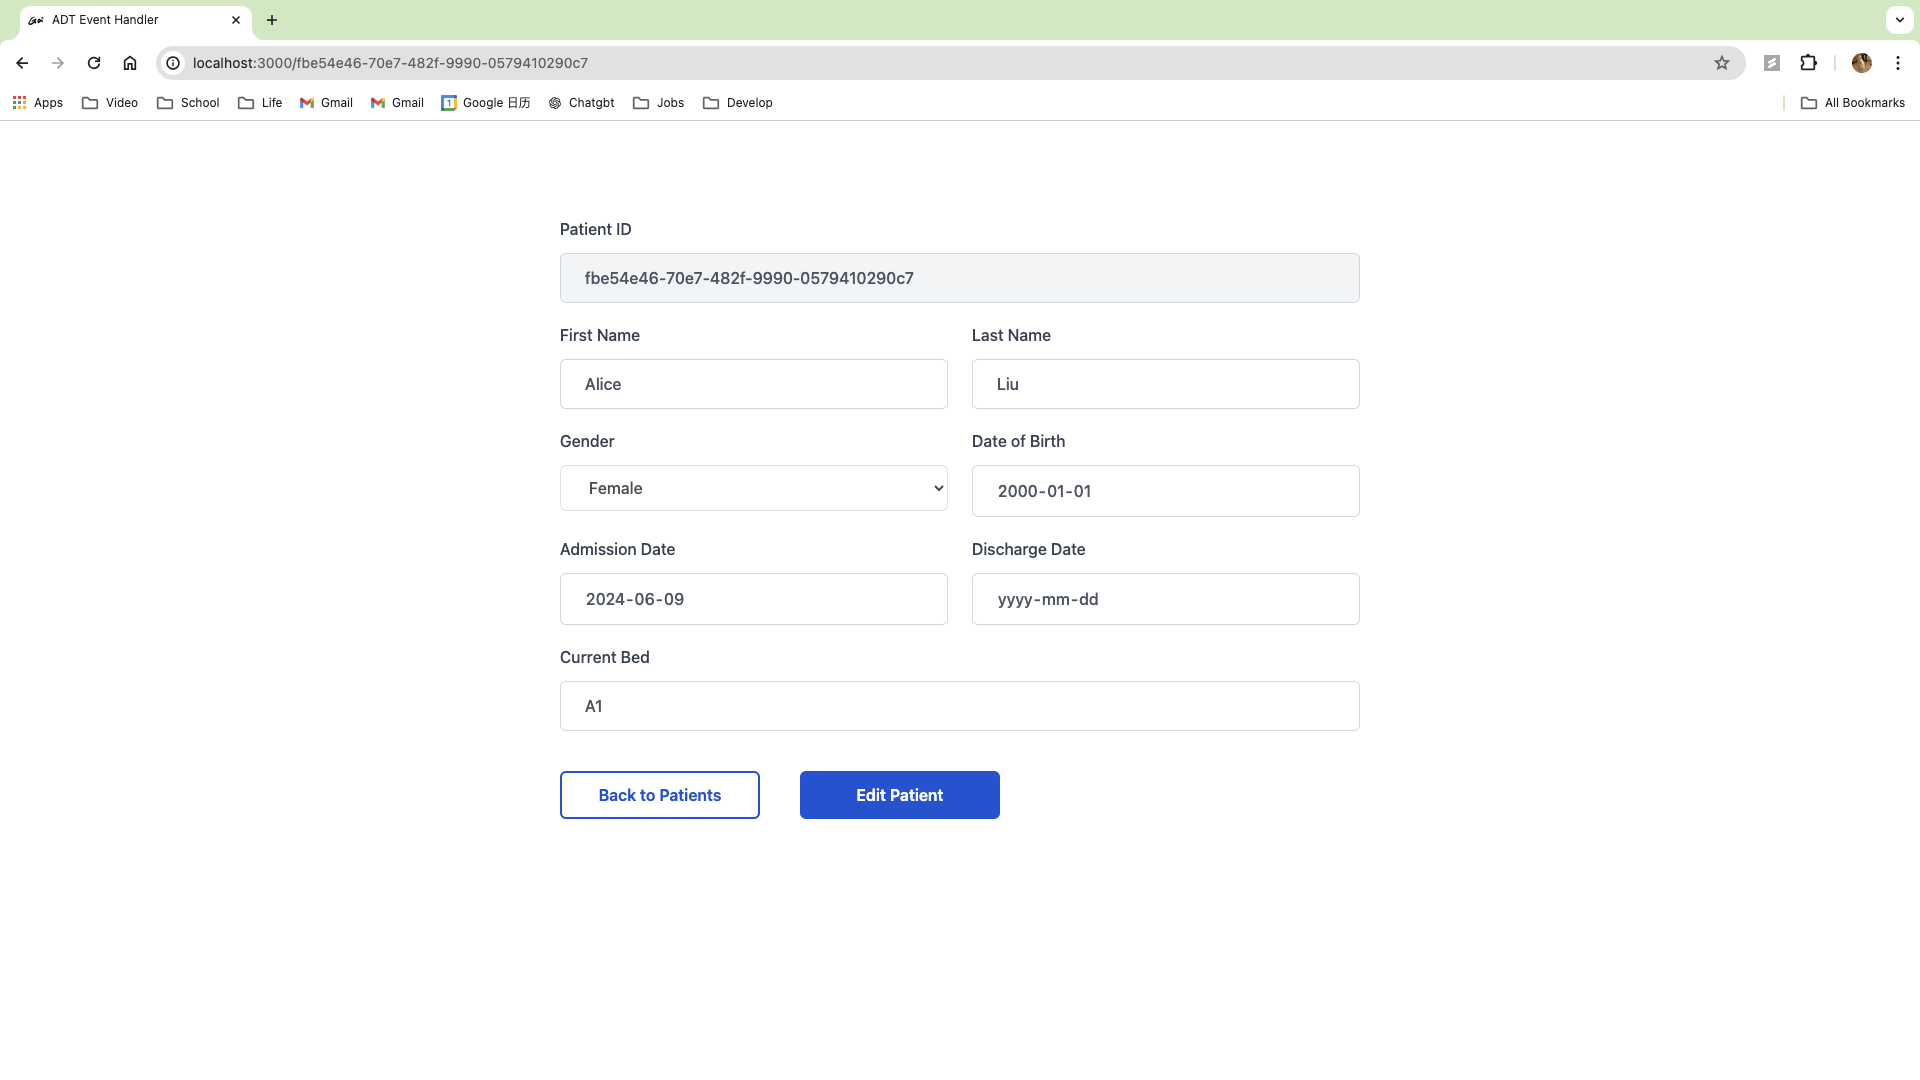 ADT Event Handler
localhost:3000/fbe54e46-70e7-482f-9990-0579410290c7
Apps Video School Life Gmail Gmail 1 Google 日历 Chatgbt Jobs Develop All Bookmarks
Patient ID
fbe54e46-70e7-482f-9990-0579410290c7
First Name Last Name
Alice Liu
Gender Date of Birth
Female 2000-01-01
Admission Date Discharge Date
2024-06-09 yyyy-mm-dd
Current Bed
A1
Back to Patients Edit Patient